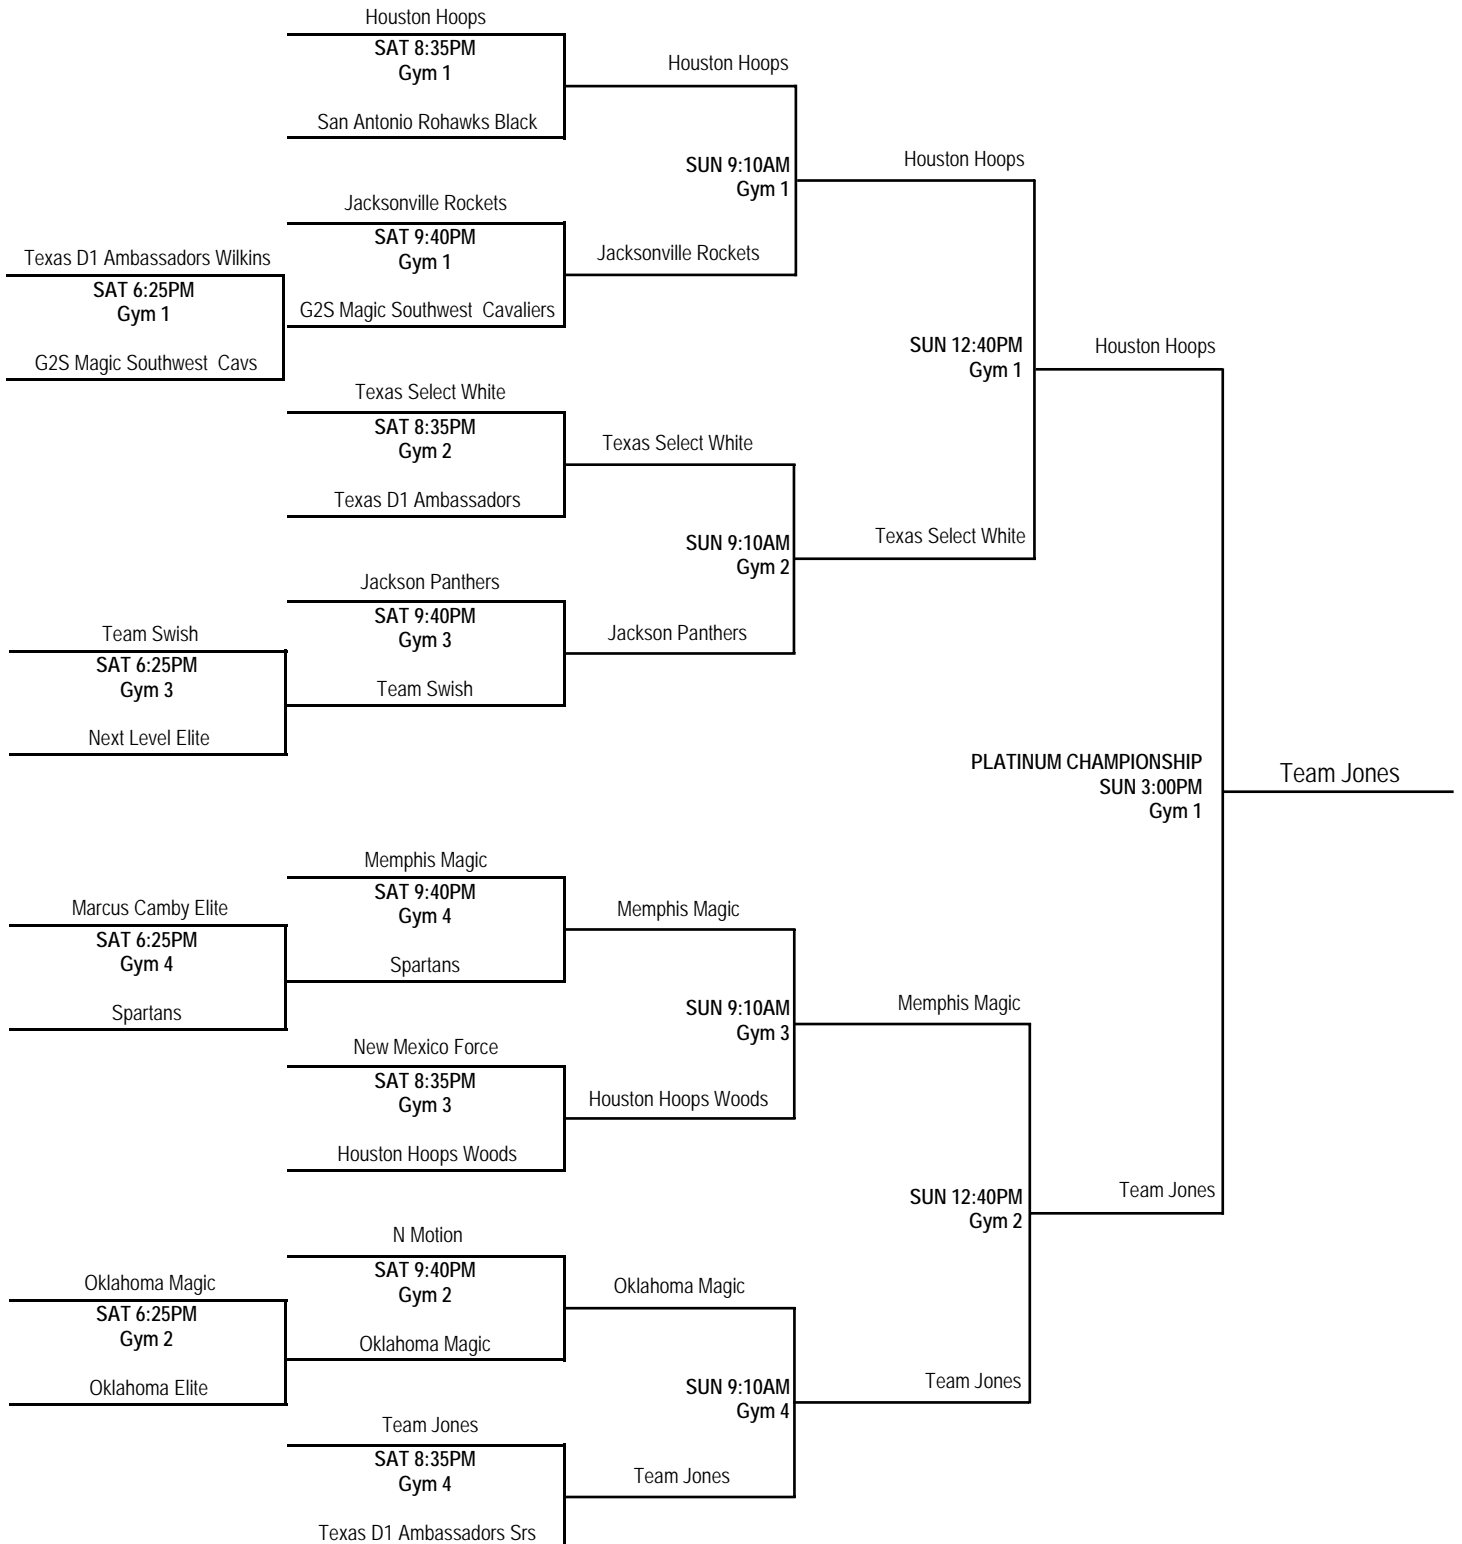 Houston Hoops
SAT 8:35PM
Gym 1
Houston Hoops
San Antonio Rohawks Black
SUN 9:10AM
Gym 1
Houston Hoops
Jacksonville Rockets
SAT 9:40PM
Gym 1
Jacksonville Rockets
Texas D1 Ambassadors Wilkins
SAT 6:25PM
Gym 1
G2S Magic Southwest  Cavaliers
G2S Magic Southwest  Cavs
SUN 12:40PM
Gym 1
Houston Hoops
Texas Select White
SAT 8:35PM
Gym 2
Texas Select White
Texas D1 Ambassadors
SUN 9:10AM
Gym 2
Texas Select White
Jackson Panthers
SAT 9:40PM
Gym 3
Jackson Panthers
Team Swish
SAT 6:25PM
Gym 3
Team Swish
Next Level Elite
PLATINUM CHAMPIONSHIP
SUN 3:00PM
Gym 1
Team Jones
Memphis Magic
SAT 9:40PM
Gym 4
Memphis Magic
Marcus Camby Elite
SAT 6:25PM
Gym 4
Spartans
Spartans
SUN 9:10AM
Gym 3
Memphis Magic
New Mexico Force
SAT 8:35PM
Gym 3
Houston Hoops Woods
Houston Hoops Woods
SUN 12:40PM
Gym 2
Team Jones
N Motion
SAT 9:40PM
Gym 2
Oklahoma Magic
Oklahoma Magic
SAT 6:25PM
Gym 2
Oklahoma Magic
Oklahoma Elite
SUN 9:10AM
Gym 4
Team Jones
Team Jones
SAT 8:35PM
Gym 4
Team Jones
Texas D1 Ambassadors Srs